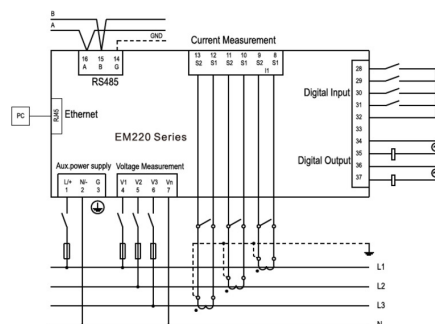 B
A
GND
16 15 14
A B G
RS485
Current Measurement
13 12 11 10 9 8
S2 S1 S2 S1 S2 S1
I1
28
29
30
31
32
33
34
35
36
37
Digital Input
Digital Output
PC
RJ45
Ethernet
EM220 Series
Aux.power supply
L/+ N/- G
1 2 3
Voltage Measurement
V1 V2 V3 Vn
4 5 6 7
L1
L2
L3
N